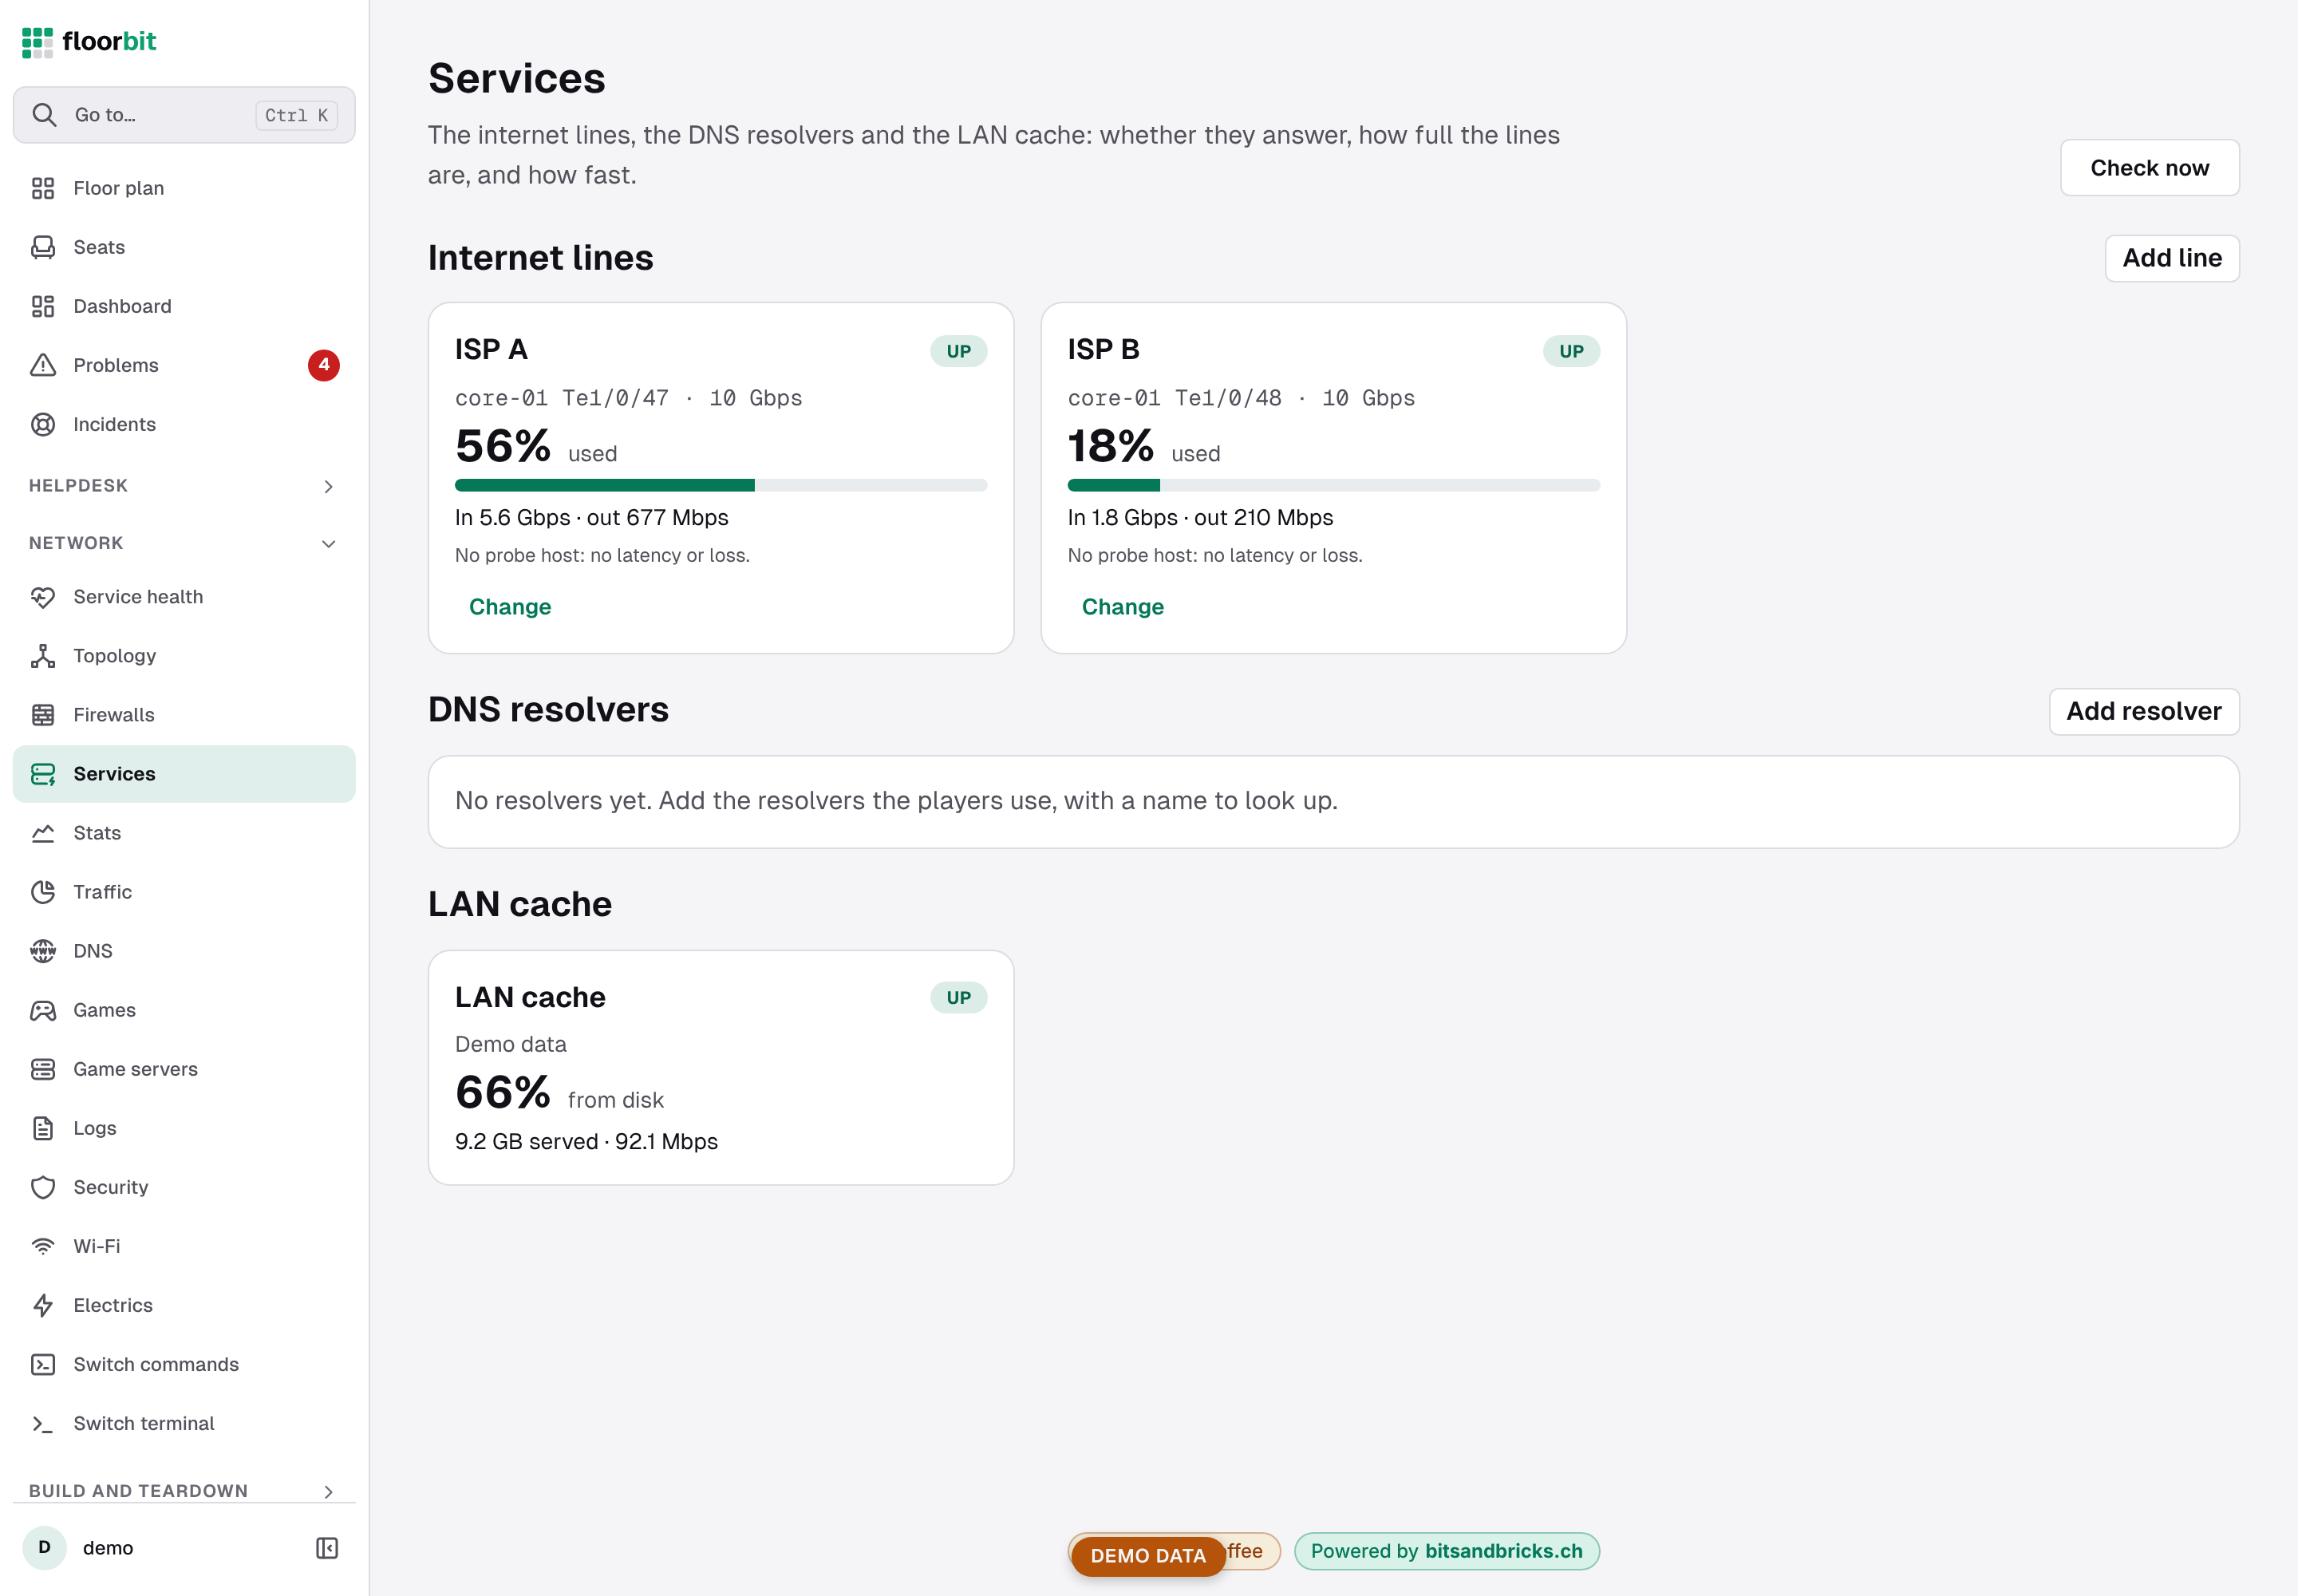 floorbit
Go to...
Ctrl K
Floor plan
Seats
Dashboard
Problems
4
Incidents
HELPDESK
NETWORK
Service health
Topology
Firewalls
Services
Stats
Traffic
DNS
Games
Game servers
Logs
Security
Wi-Fi
Electrics
Switch commands
Switch terminal
BUILD AND TEARDOWN
D
demo
Services
The internet lines, the DNS resolvers and the LAN cache: whether they answer, how full the lines
are, and how fast.
Check now
Internet lines
Add line
ISP A
UP
core-01 Te1/0/47 · 10 Gbps
56% used
In 5.6 Gbps · out 677 Mbps
No probe host: no latency or loss.
Change
ISP B
UP
core-01 Te1/0/48 · 10 Gbps
18% used
In 1.8 Gbps · out 210 Mbps
No probe host: no latency or loss.
Change
DNS resolvers
Add resolver
No resolvers yet. Add the resolvers the players use, with a name to look up.
LAN cache
LAN cache
UP
Demo data
66% from disk
9.2 GB served · 92.1 Mbps
DEMO DATA
Powered by bitsandbricks.ch